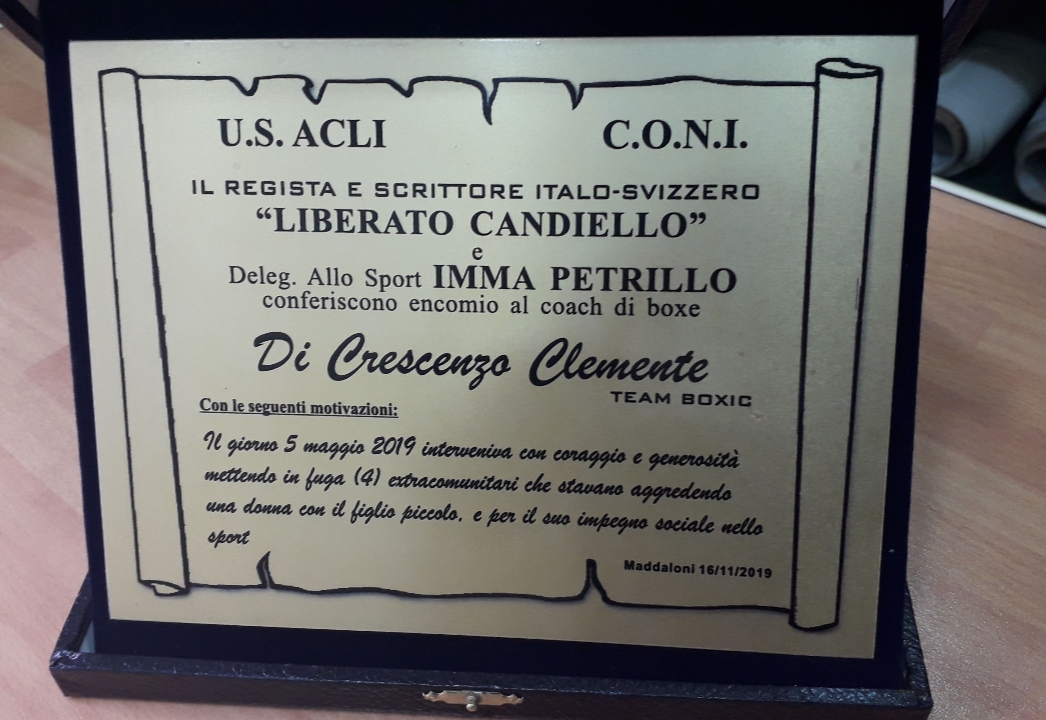 U.S. ACLI C.O.N.I.
IL REGISTA E SCRITTORE ITALO-SVIZZERO
“LIBERATO CANDIELLO”
e
Deleg. Allo Sport IMMA PETRILLO
conferiscono encomio al coach di boxe
Di Crescenzo Clemente
TEAM BOXIC
Con le seguenti motivazioni:
Il giorno 5 maggio 2019 interveniva con coraggio e generosità
mettendo in fuga (4) extracomunitari che stavano aggredendo
una donna con il figlio piccolo, e per il suo impegno sociale nello
sport
Maddaloni 16/11/2019